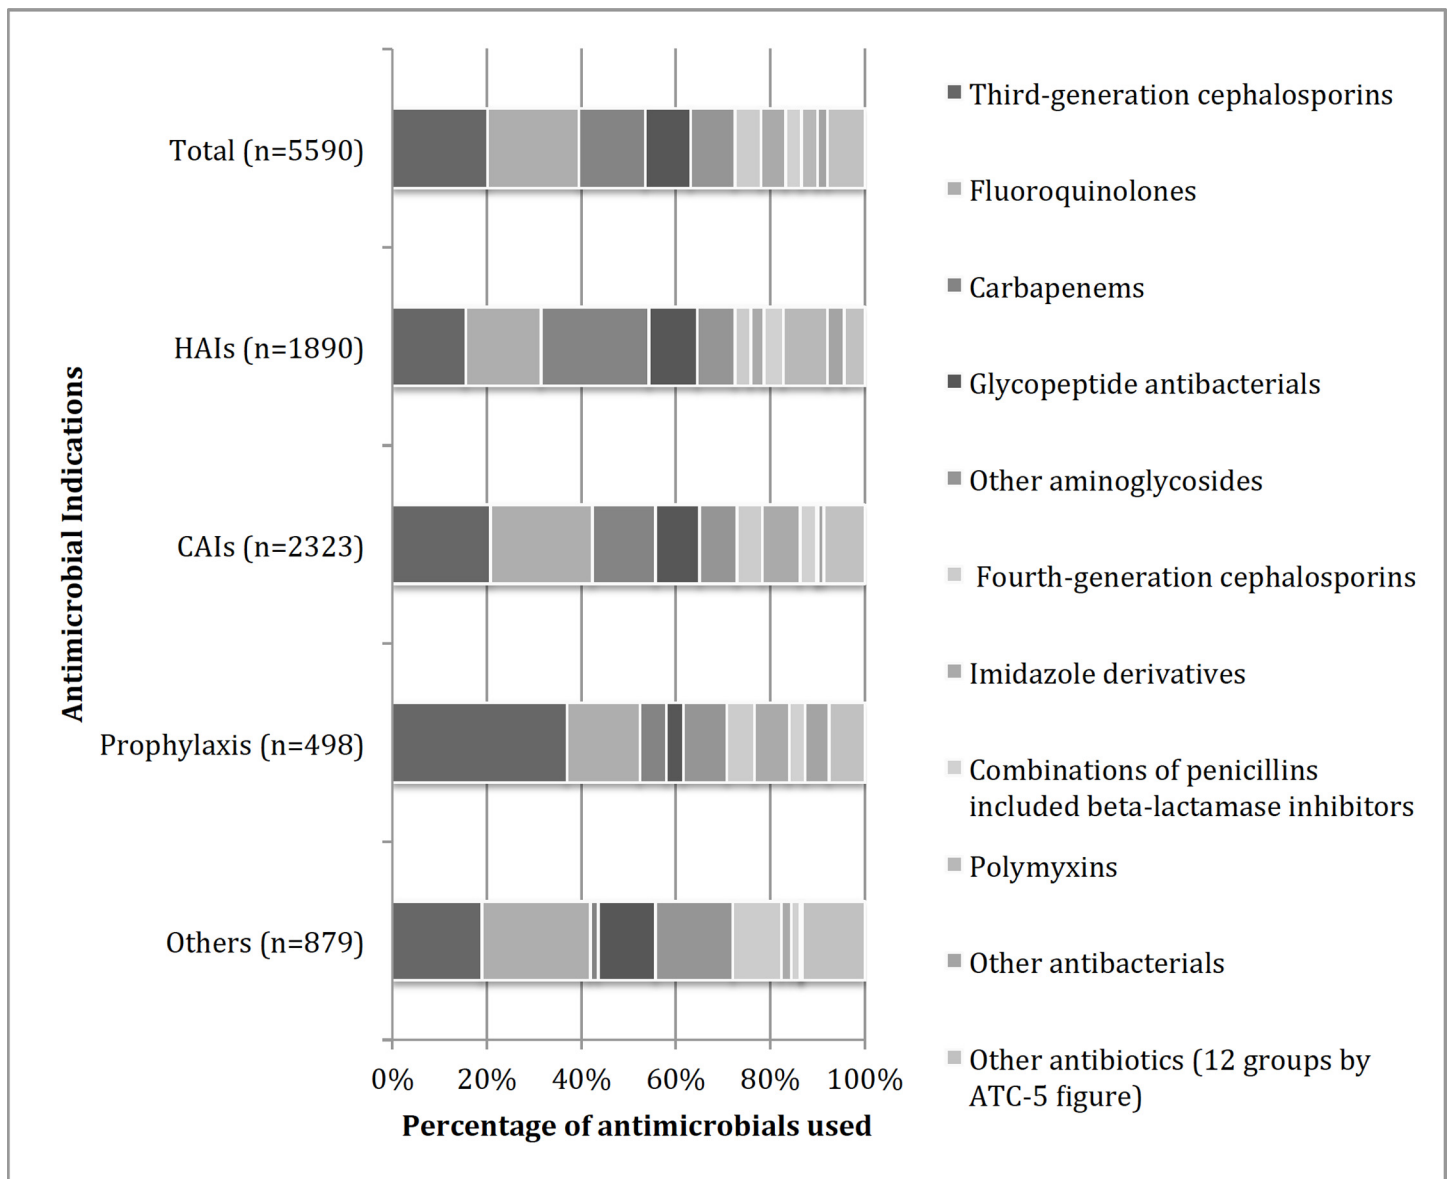 Antimicrobial Indications
Total (n=5590)
HAIs (n=1890)
CAIs (n=2323)
Prophylaxis (n=498)
Others (n=879)
0% 20% 40% 60% 80% 100%
Percentage of antimicrobials used
Third-generation cephalosporins
Fluoroquinolones
Carbapenems
Glycopeptide antibacterials
Other aminoglycosides
Fourth-generation cephalosporins
Imidazole derivatives
Combinations of penicillins
included beta-lactamase inhibitors
Polymyxins
Other antibacterials
Other antibiotics (12 groups by
ATC-5 figure)